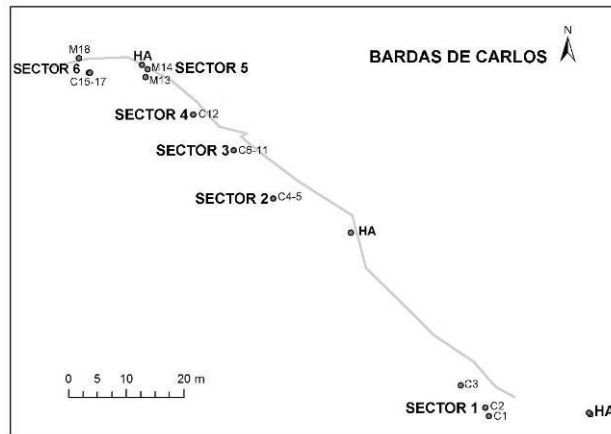 N
BARDAS DE CARLOS
M18
HA
M14
SECTOR 5
SECTOR 6
C15-17
M13
SECTOR 4
C12
SECTOR 3
C6-11
SECTOR 2
C4-5
HA
C3
SECTOR 1
C2
C1
HA
0 5 10 20 m